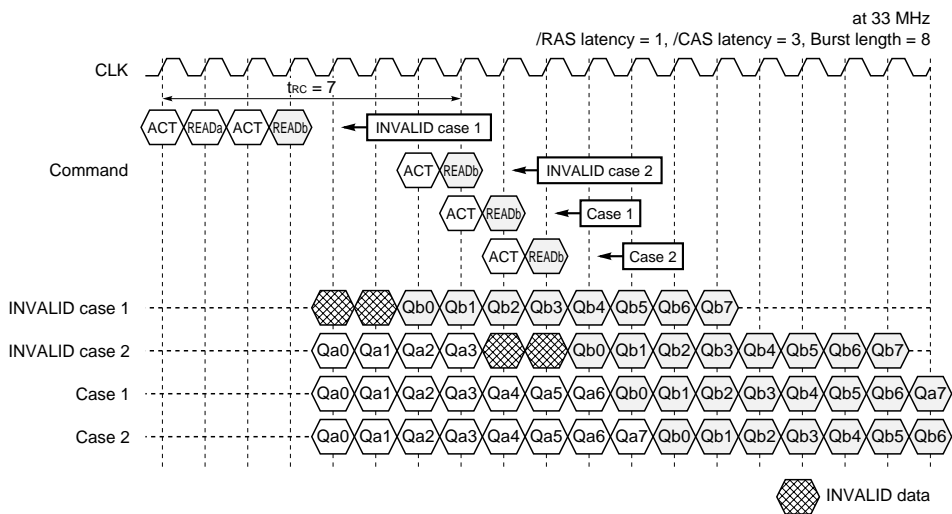 at 33 MHz
/RAS latency = 1, /CAS latency = 3, Burst length = 8
CLK
tRC = 7
ACT READa ACT READb INVALID case 1
Command ACT READb INVALID case 2
ACT READb Case 1
ACT READb Case 2
INVALID case 1 Qb0 Qb1 Qb2 Qb3 Qb4 Qb5 Qb6 Qb7
INVALID case 2 Qa0 Qa1 Qa2 Qa3 Qb0 Qb1 Qb2 Qb3 Qb4 Qb5 Qb6 Qb7
Case 1 Qa0 Qa1 Qa2 Qa3 Qa4 Qa5 Qa6 Qb0 Qb1 Qb2 Qb3 Qb4 Qb5 Qb6 Qa7
Case 2 Qa0 Qa1 Qa2 Qa3 Qa4 Qa5 Qa6 Qa7 Qb0 Qb1 Qb2 Qb3 Qb4 Qb5 Qb6
INVALID data